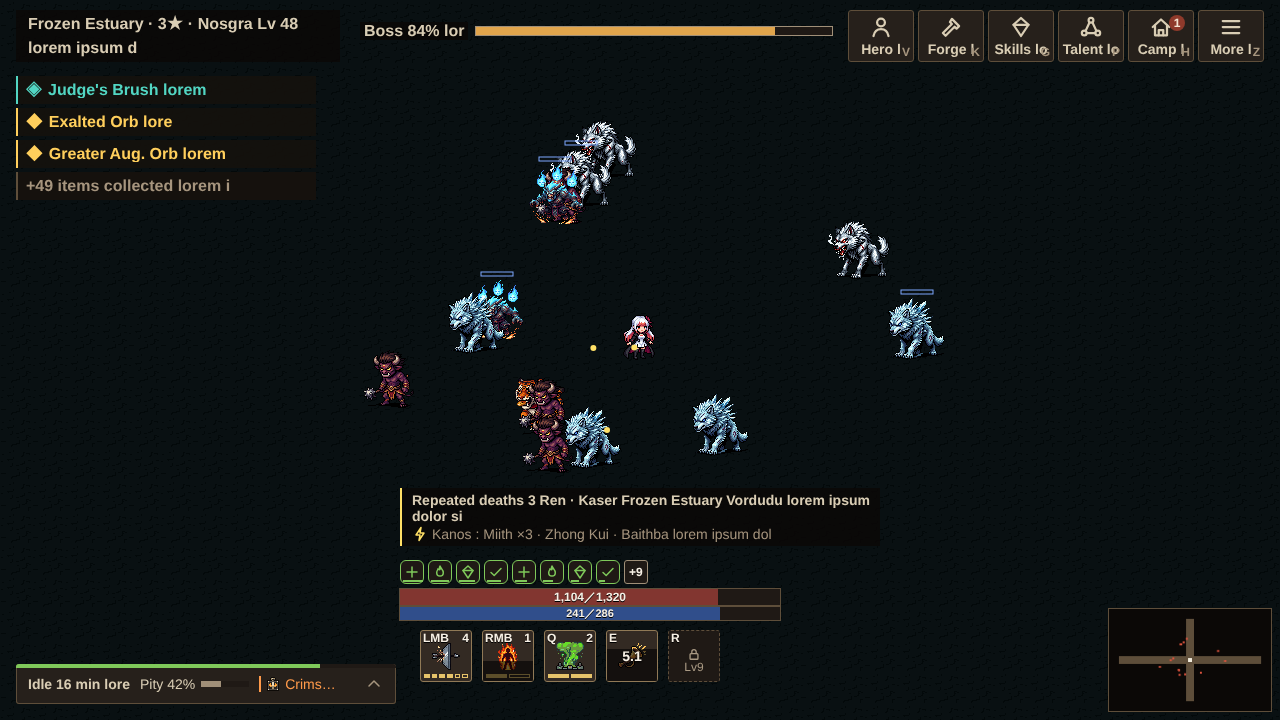 Frozen Estuary · 3★ · Nosgra Lv 48
lorem ipsum d
Boss 84% lor
Hero l V
Forge l K
Skills lo
Talent lo
Camp l H
1
More l Z
Judge's Brush lorem
Exalted Orb lore
Greater Aug. Orb lorem
+49 items collected lorem i
Repeated deaths 3 Ren · Kaser Frozen Estuary Vordudu lorem ipsum
dolor si
Kanos : Miith ×3 · Zhong Kui · Baithba lorem ipsum dol
+9
1,104／1,320
241／286
LMB 4
RMB 1
Q 2
E
5.1
R
Lv9
Idle 16 min lore Pity 42% Crims…